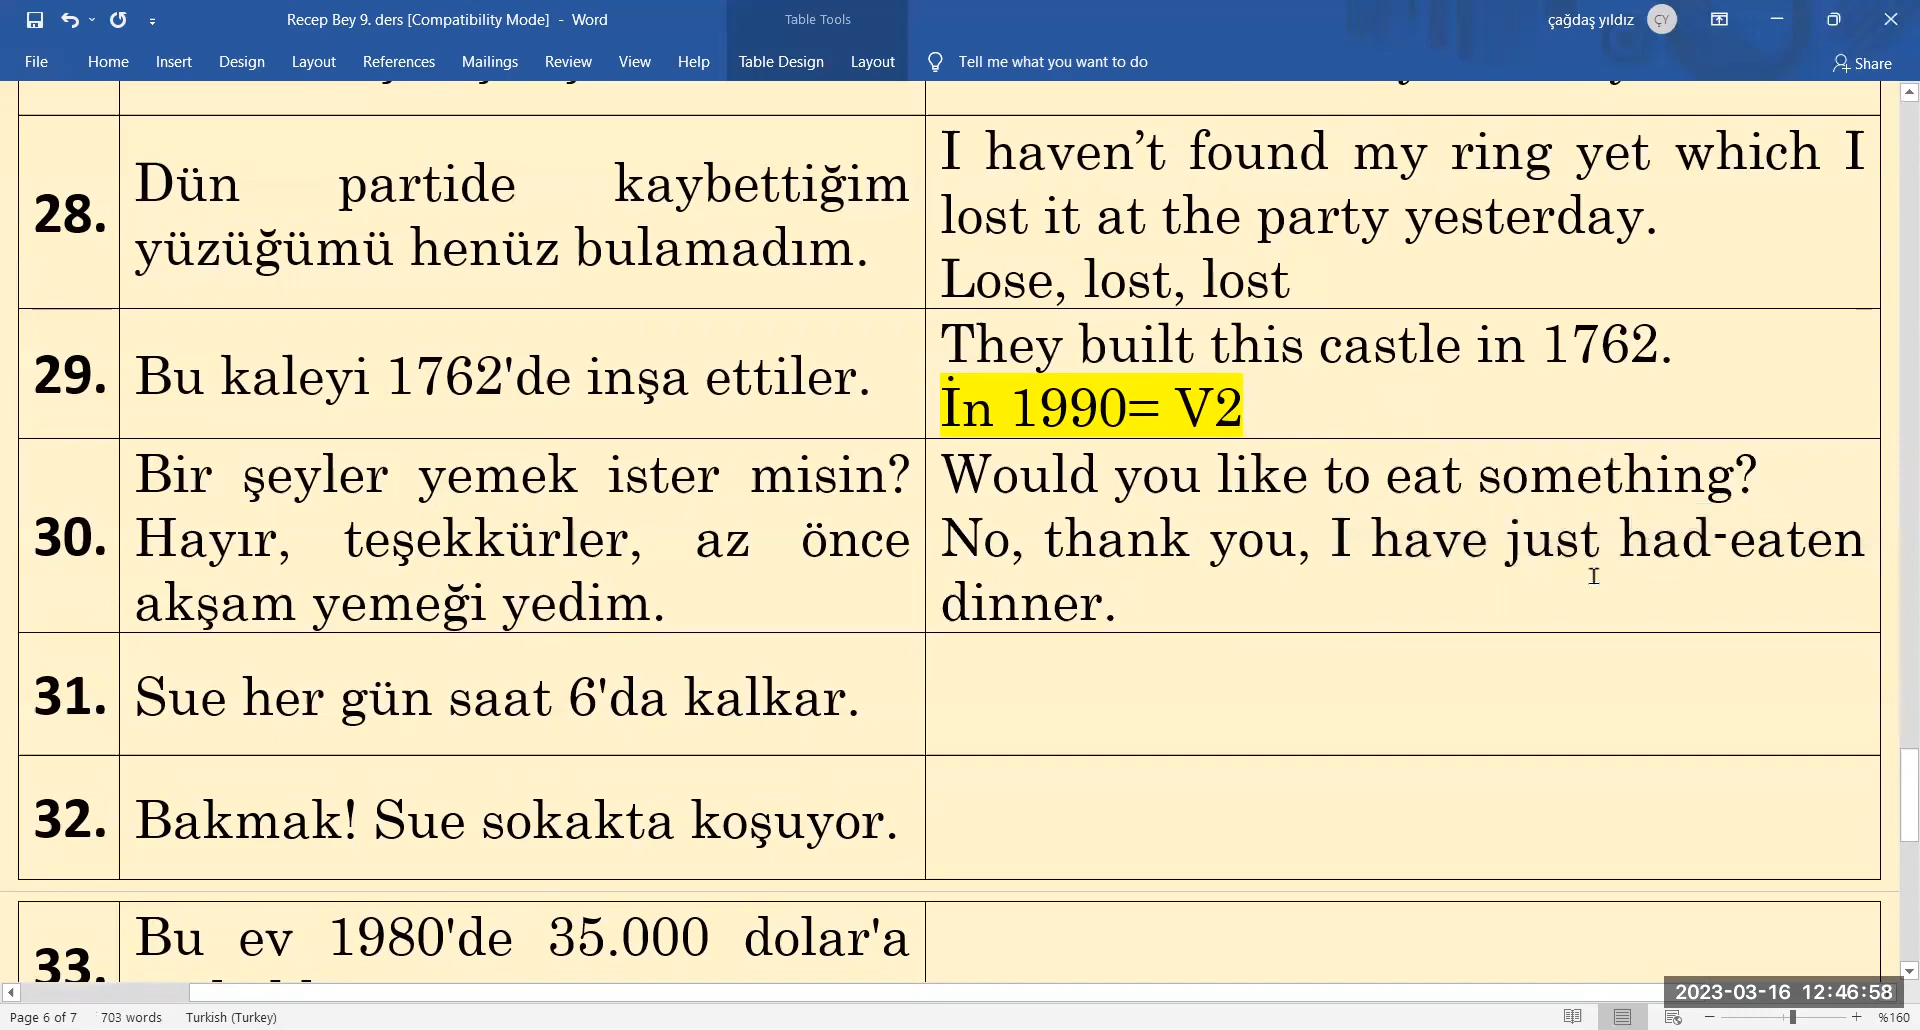 Recep Bey 9. ders [Compatibility Mode] - Word
Table Tools
çağdaş yıldız
ÇY
File Home Insert Design Layout References Mailings Review View Help Table Design Layout Tell me what you want to do
Share
28.
Dün partide kaybettiğim
yüzüğümü henüz bulamadım.
I haven’t found my ring yet which I
lost it at the party yesterday.
Lose, lost, lost
29.
Bu kaleyi 1762'de inşa ettiler.
They built this castle in 1762.
İn 1990= V2
30.
Bir şeyler yemek ister misin?
Hayır, teşekkürler, az önce
akşam yemeği yedim.
Would you like to eat something?
No, thank you, I have just had-eaten
dinner.
31.
Sue her gün saat 6'da kalkar.
32.
Bakmak! Sue sokakta koşuyor.
33.
Bu ev 1980'de 35.000 dolar'a
2023-03-16 12:46:58
Page 6 of 7 703 words Turkish (Turkey)
%160